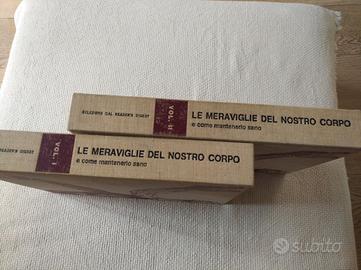 SELEZIONE DAL READER'S DIGEST
VOL. II
LE MERAVIGLIE DEL NOSTRO CORPO
e come mantenerlo sano
READER'S DIGEST
VOL. I
LE MERAVIGLIE DEL NOSTRO CORPO
e come mantenerlo sano
subito